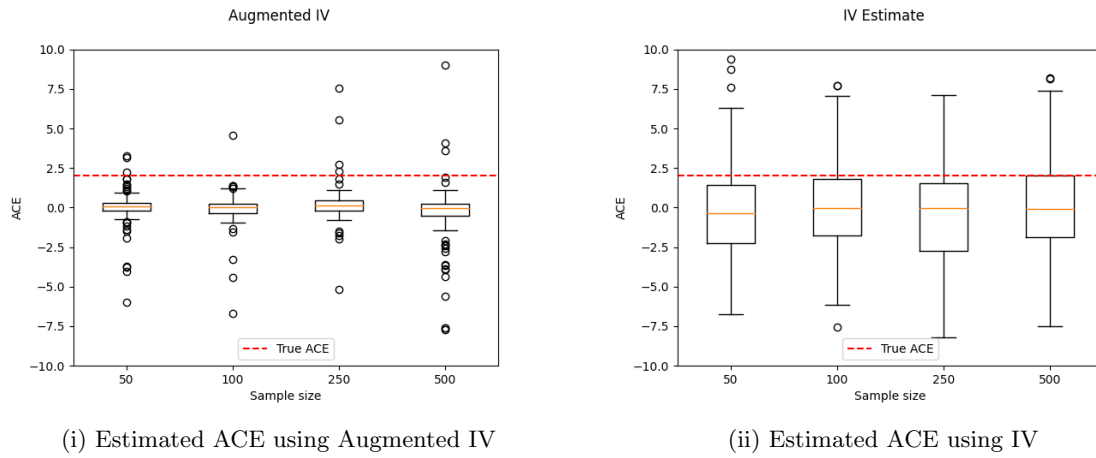 Augmented IV
10.0
7.5
5.0
2.5
0.0
−2.5
−5.0
−7.5
−10.0
ACE
50 100 250 500
Sample size
True ACE
(i) Estimated ACE using Augmented IV
IV Estimate
10.0
7.5
5.0
2.5
0.0
−2.5
−5.0
−7.5
−10.0
ACE
50 100 250 500
Sample size
True ACE
(ii) Estimated ACE using IV